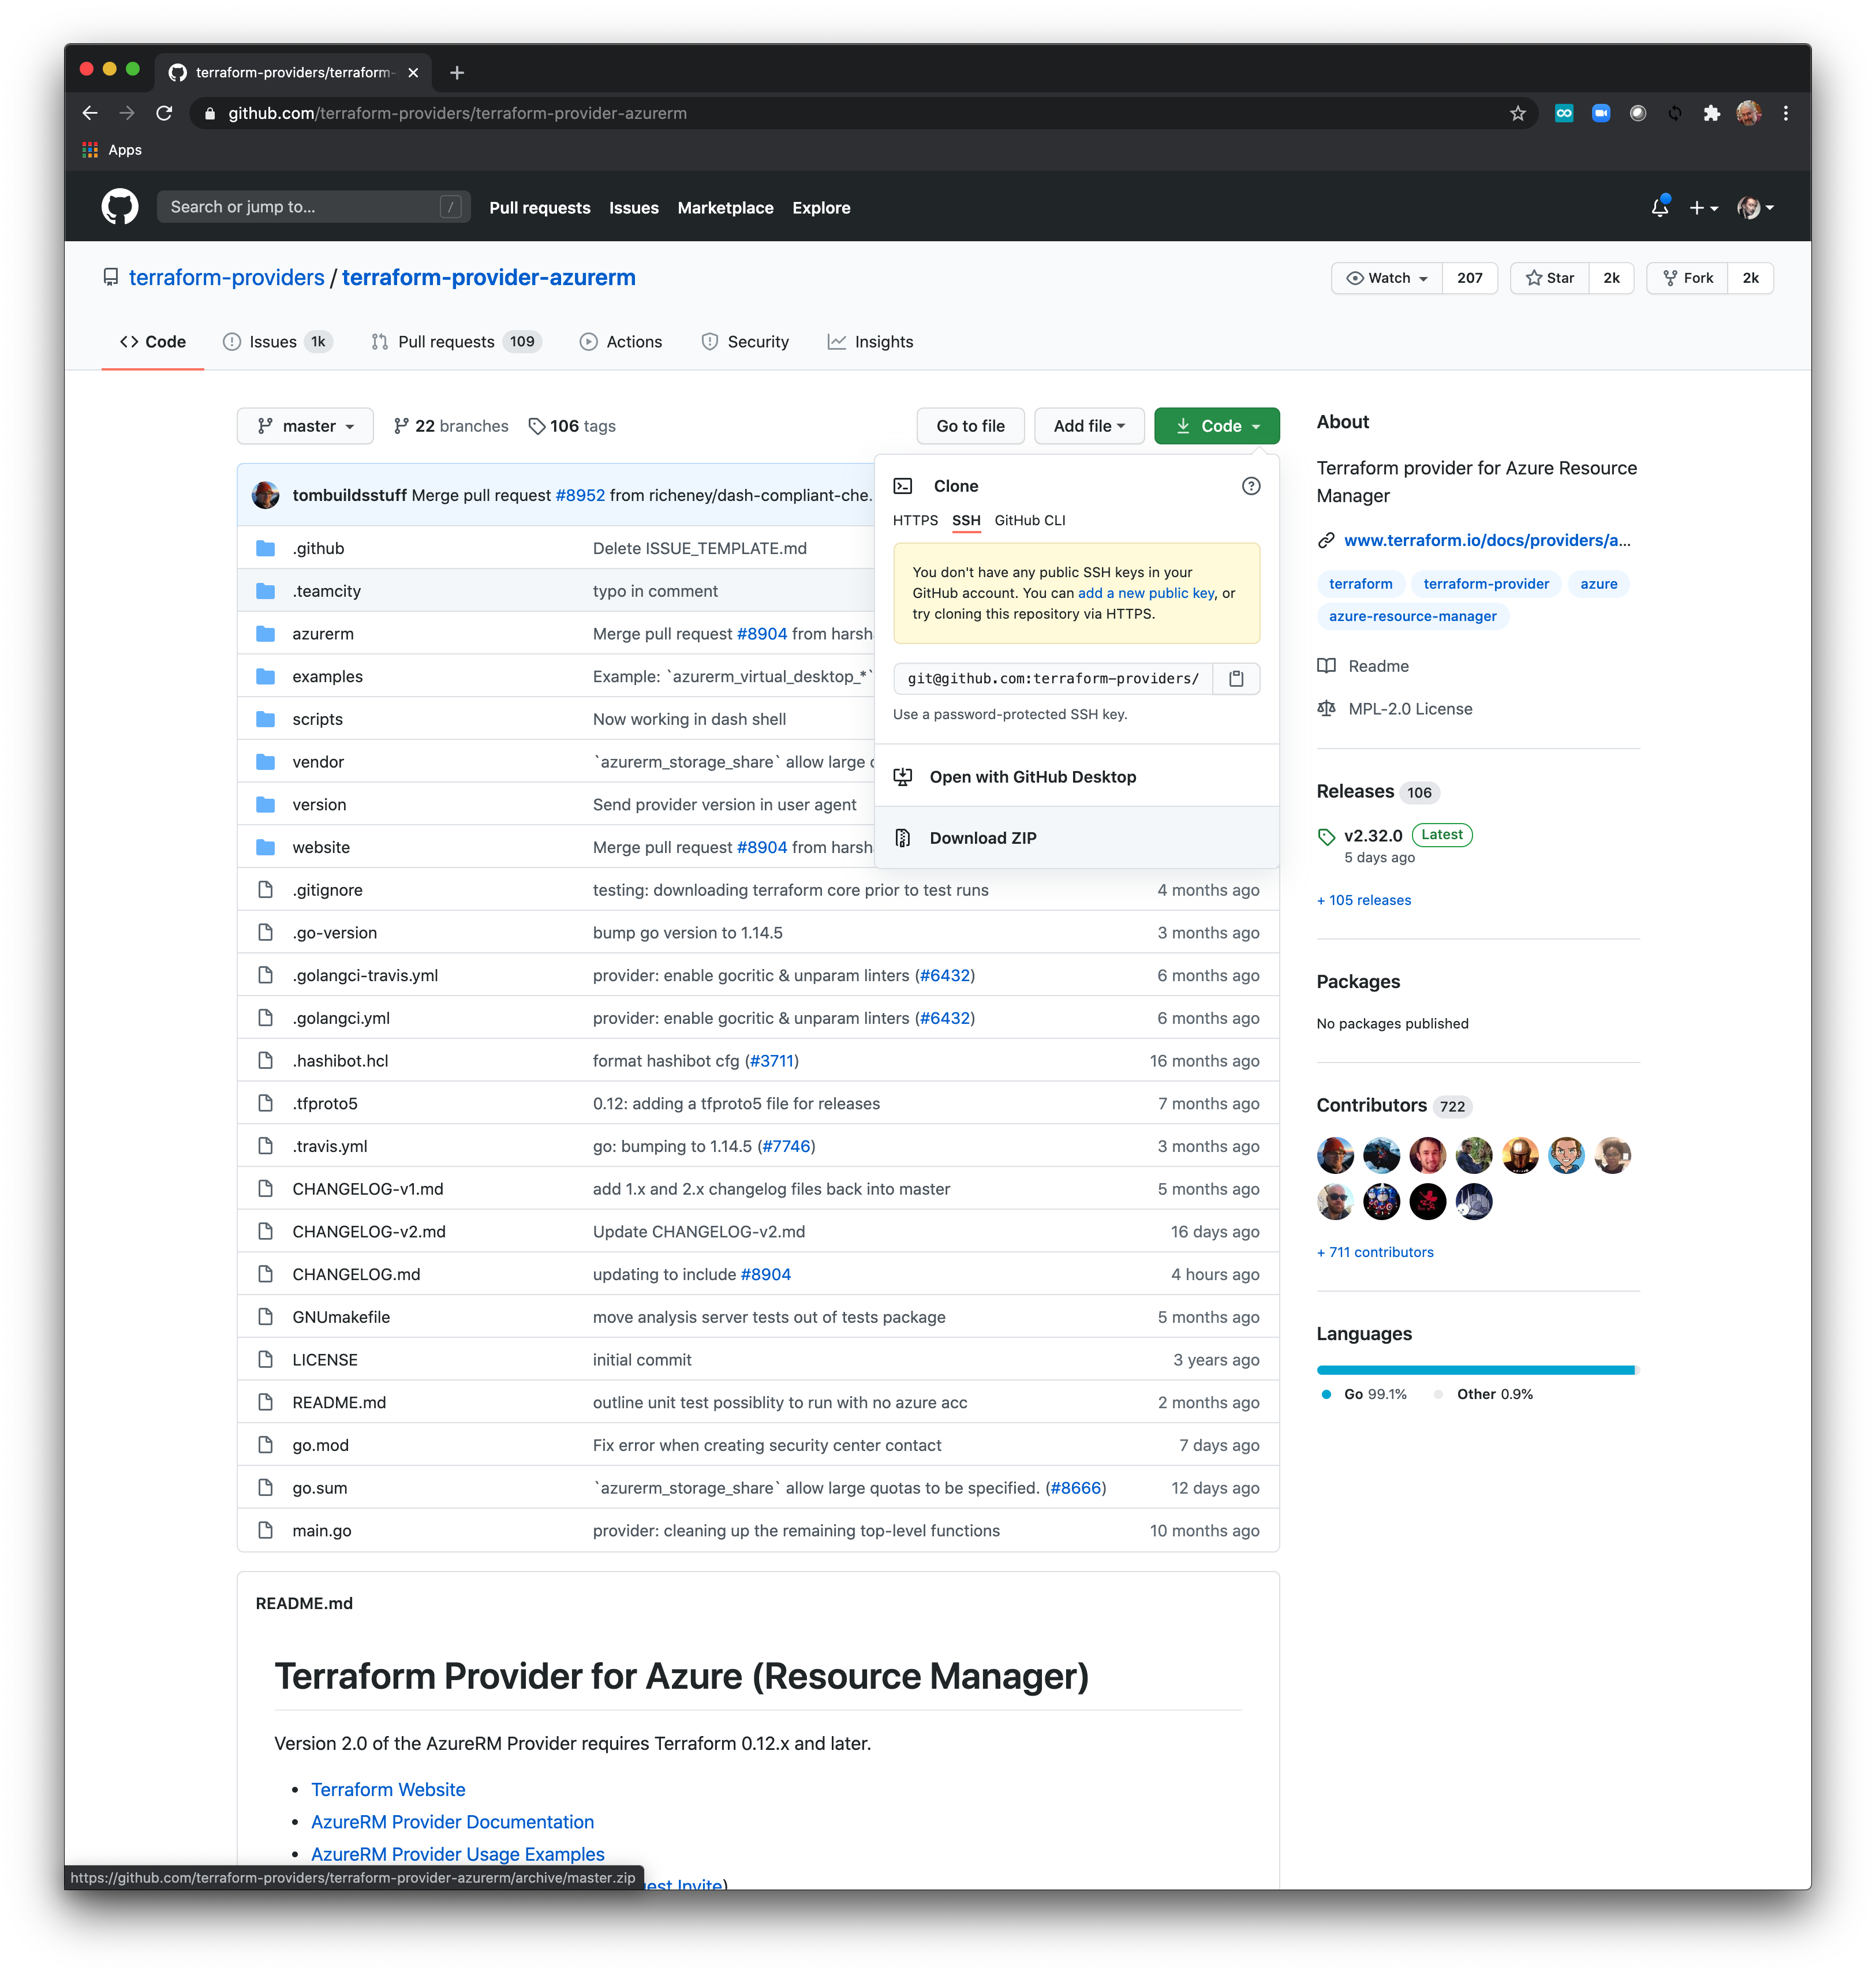 terraform-providers/terraform-
github.com/terraform-providers/terraform-provider-azurerm
Apps
Search or jump to... /
Pull requests Issues Marketplace Explore
terraform-providers / terraform-provider-azurerm
Watch 207 Star 2k Fork 2k
Code Issues 1k Pull requests 109 Actions Security Insights
master 22 branches 106 tags Go to file Add file Code
tombuildsstuff Merge pull request #8952 from richeney/dash-compliant-che...
.github Delete ISSUE_TEMPLATE.md
.teamcity typo in comment
azurerm Merge pull request #8904 from harsh
examples Example: `azurerm_virtual_desktop_*`
scripts Now working in dash shell
vendor `azurerm_storage_share` allow large
version Send provider version in user agent
website Merge pull request #8904 from harsh
.gitignore testing: downloading terraform core prior to test runs 4 months ago
.go-version bump go version to 1.14.5 3 months ago
.golangci-travis.yml provider: enable gocritic & unparam linters (#6432) 6 months ago
.golangci.yml provider: enable gocritic & unparam linters (#6432) 6 months ago
.hashibot.hcl format hashibot cfg (#3711) 16 months ago
.tfproto5 0.12: adding a tfproto5 file for releases 7 months ago
.travis.yml go: bumping to 1.14.5 (#7746) 3 months ago
CHANGELOG-v1.md add 1.x and 2.x changelog files back into master 5 months ago
CHANGELOG-v2.md Update CHANGELOG-v2.md 16 days ago
CHANGELOG.md updating to include #8904 4 hours ago
GNUmakefile move analysis server tests out of tests package 5 months ago
LICENSE initial commit 3 years ago
README.md outline unit test possiblity to run with no azure acc 2 months ago
go.mod Fix error when creating security center contact 7 days ago
go.sum `azurerm_storage_share` allow large quotas to be specified. (#8666) 12 days ago
main.go provider: cleaning up the remaining top-level functions 10 months ago
Clone
HTTPS SSH GitHub CLI
You don't have any public SSH keys in your
GitHub account. You can add a new public key, or
try cloning this repository via HTTPS.
git@github.com:terraform-providers/
Use a password-protected SSH key.
Open with GitHub Desktop
Download ZIP
About
Terraform provider for Azure Resource
Manager
www.terraform.io/docs/providers/a...
terraform terraform-provider azure
azure-resource-manager
Readme
MPL-2.0 License
Releases 106
v2.32.0 Latest
5 days ago
+ 105 releases
Packages
No packages published
Contributors 722
+ 711 contributors
Languages
Go 99.1% Other 0.9%
README.md
Terraform Provider for Azure (Resource Manager)
Version 2.0 of the AzureRM Provider requires Terraform 0.12.x and later.
• Terraform Website
• AzureRM Provider Documentation
• AzureRM Provider Usage Examples
https://github.com/terraform-providers/terraform-provider-azurerm/archive/master.zip
Invite)